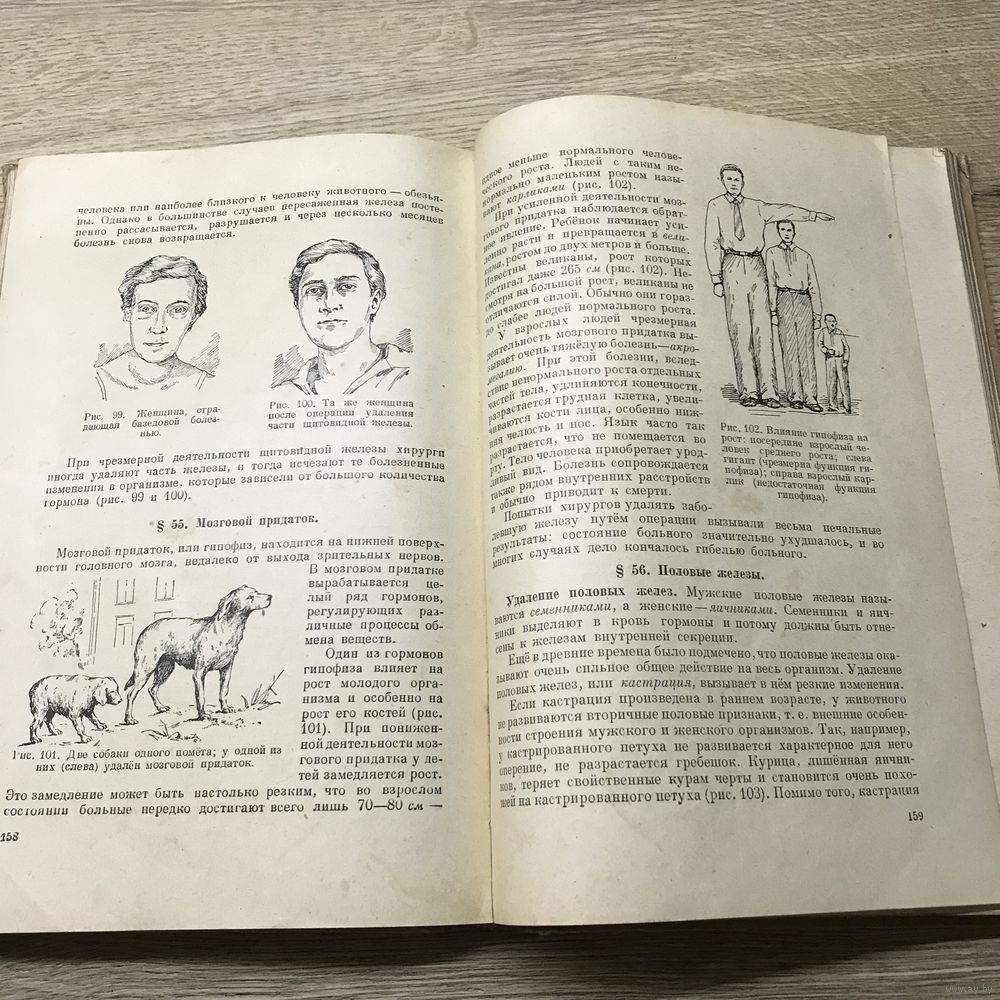 человека или наиболее близкого к человеку животного — обезья-
ны. Однако в большинстве случаев пересаженная железа посте-
пенно рассасывается, разрушается и через несколько месяцев
болезнь снова возвращается.
Рис. 99. Женщина, стра-
дающая базедовой болез-
нью.
Рис. 100. Та же женщина
после операции удаления
части щитовидной железы.
При чрезмерной деятельности щитовидной железы хирурги
иногда удаляют часть железы, и тогда исчезают те болезненные
изменения в организме, которые зависели от большого количества
гормона (рис. 99 и 100).
§ 55. Мозговой придаток.
Мозговой придаток, или гипофиз, находится на нижней поверх-
ности головного мозга, недалеко от выхода зрительных нервов.
В мозговом придатке
вырабатывается це-
лый ряд гормонов,
регулирующих раз-
личные процессы об-
мена веществ.
Один из гормонов
гипофиза влияет на
рост молодого орга-
низма и особенно на
рост его костей (рис.
101). При понижен-
ной деятельности моз-
гового придатка у де-
тей замедляется рост.
Рис. 101. Две собаки одного помёта; у одной из
них (слева) удалён мозговой придаток.
Это замедление может быть настолько резким, что во взрослом
состоянии больные нередко достигают всего лишь 70—80 см —
158
вдвое меньше нормального челове-
ческого роста. Людей с таким не-
нормально маленьким ростом назы-
вают карликами (рис. 102).
При усиленной деятельности моз-
гового придатка наблюдается обрат-
ное явление. Ребёнок начинает уси-
ленно расти и превращается в вели-
кана, ростом до двух метров и больше.
Известны великаны, рост которых
достигал даже 265 см (рис. 102). Не-
смотря на большой рост, великаны не
отличаются силой. Обычно они гораз-
до слабее людей нормального роста.
У взрослых людей чрезмерная
деятельность мозгового придатка вы-
зывает очень тяжёлую болезнь—акро-
мегалию. При этой болезни, вслед-
ствие ненормального роста отдельных
частей тела, удлиняются конечности,
разрастается грудная клетка, увели-
чиваются кости лица, особенно ниж-
няя челюсть и нос. Язык часто так
разрастается, что не помещается во
рту. Тело человека приобретает урод-
ливый вид. Болезнь сопровождается
также рядом внутренних расстройств
и обычно приводит к смерти.
Попытки хирургов удалять забо-
левшую железу путём операции вызывали весьма печальные
результаты: состояние больного значительно ухудшалось, и во
многих случаях дело кончалось гибелью больного.
Рис. 102. Влияние гипофиза на
рост: посередине взрослый че-
ловек среднего роста; слева
гигант (чрезмерная функция ги-
пофиза); справа взрослый кар-
лик (недостаточная функция
гипофиза).
§ 56. Половые железы.
Удаление половых желез. Мужские половые железы назы-
ваются семенниками, а женские — яичниками. Семенники и яич-
ники выделяют в кровь гормоны и потому должны быть отне-
сены к железам внутренней секреции.
Ещё в древние времена было подмечено, что половые железы ока-
зывают очень сильное общее действие на весь организм. Удаление
половых желез, или кастрация, вызывает в нём резкие изменения.
Если кастрация произведена в раннем возрасте, у животного
не развиваются вторичные половые признаки, т. е. внешние особен-
ности строения мужского и женского организмов. Так, например,
у кастрированного петуха не развивается характерное для него
оперение, не разрастается гребешок. Курица, лишённая яични-
ков, теряет свойственные курам черты и становится очень похо-
жей на кастрированного петуха (рис. 103). Помимо того, кастрация
159
www.ay.by